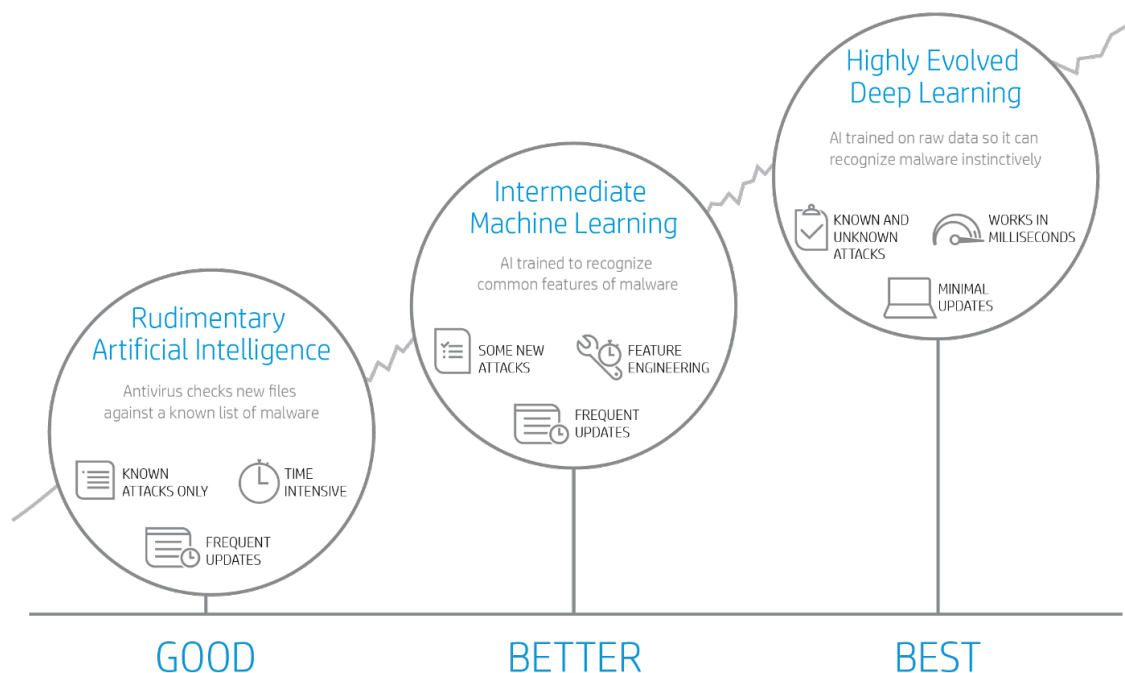 Highly Evolved
Deep Learning
AI trained on raw data so it can
recognize malware instinctively
KNOWN AND
UNKNOWN
ATTACKS
WORKS IN
MILLISECONDS
MINIMAL
UPDATES
Intermediate
Machine Learning
AI trained to recognize
common features of malware
SOME NEW
ATTACKS
FEATURE
ENGINEERING
FREQUENT
UPDATES
Rudimentary
Artificial Intelligence
Antivirus checks new files
against a known list of malware
KNOWN
ATTACKS ONLY
TIME
INTENSIVE
FREQUENT
UPDATES
GOOD
BETTER
BEST